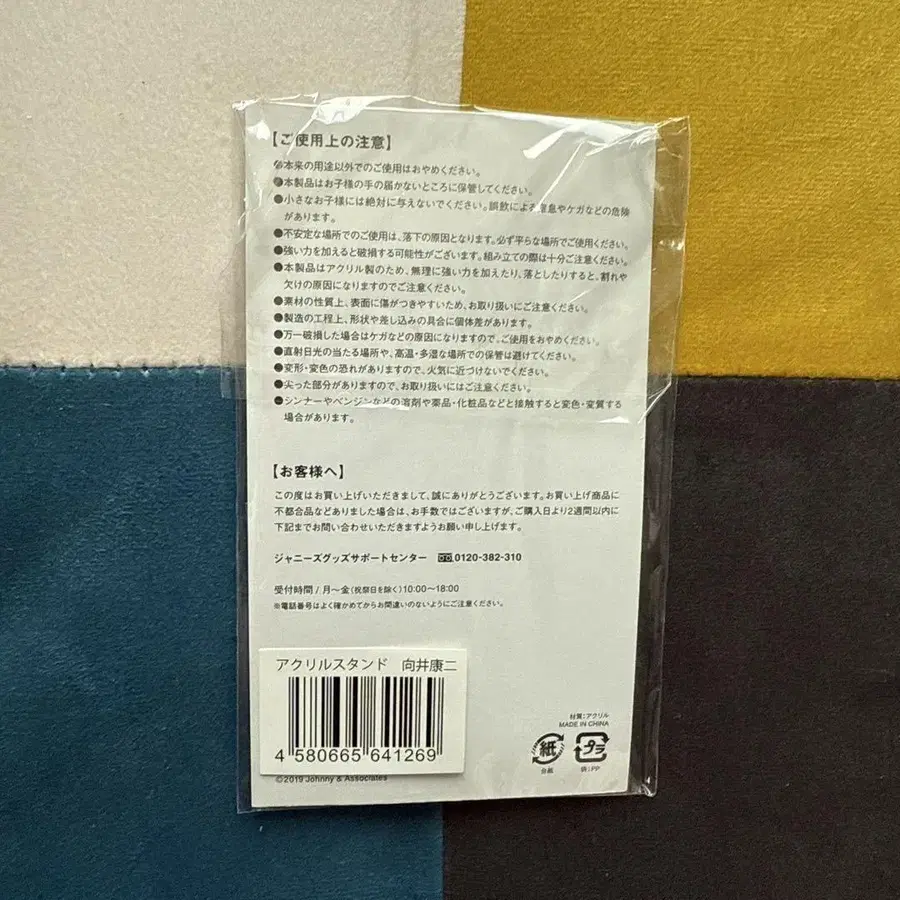 【ご使用上の注意】
●本来の用途以外でのご使用はおやめください。
●本製品はお子様の手の届かないところに保管してください。
●小さなお子様には絶対に与えないでください。誤飲による窒息やケガなどの危険
があります。
●不安定な場所でのご使用は、落下の原因となります。必ず平らな場所でご使用ください。
●強い力を加えると破損する可能性がございます。組み立ての際は十分ご注意ください。
●本製品はアクリル製のため、無理に強い力を加えたり、落としたりすると、割れや
欠けの原因になりますのでご注意ください。
●素材の性質上、表面に傷がつきやすいため、お取り扱いにご注意ください。
●製造の工程上、形状や差し込みの具合に個体差があります。
●万一破損した場合はケガなどの原因になりますので、ご使用をおやめください。
●直射日光の当たる場所や、高温・多湿な場所での保管は避けてください。
●変形・変色の恐れがありますので、火気に近づけないでください。
●尖った部分がありますので、お取り扱いにはご注意ください。
●シンナーやベンジンなどの溶剤や薬品・化粧品などと接触すると変色・変質する
場合があります。
【お客様へ】
この度はお買い上げいただきまして、誠にありがとうございます。お買い上げ商品に
不都合品などありました場合は、お手数ではございますが、ご購入日より2週間以内に
下記までお問い合わせいただきますようお願い申し上げます。
ジャニーズグッズサポートセンター 0120-382-310
受付時間/月〜金(祝祭日を除く)10:00〜18:00
※電話番号はよく確かめてからお間違いのないようにご注意ください。
アクリルスタンド 向井康二
4 580665 641269
©2019 Johnny & Associates
材質:アクリル
MADE IN CHINA
紙 プラ
台紙 袋:PP